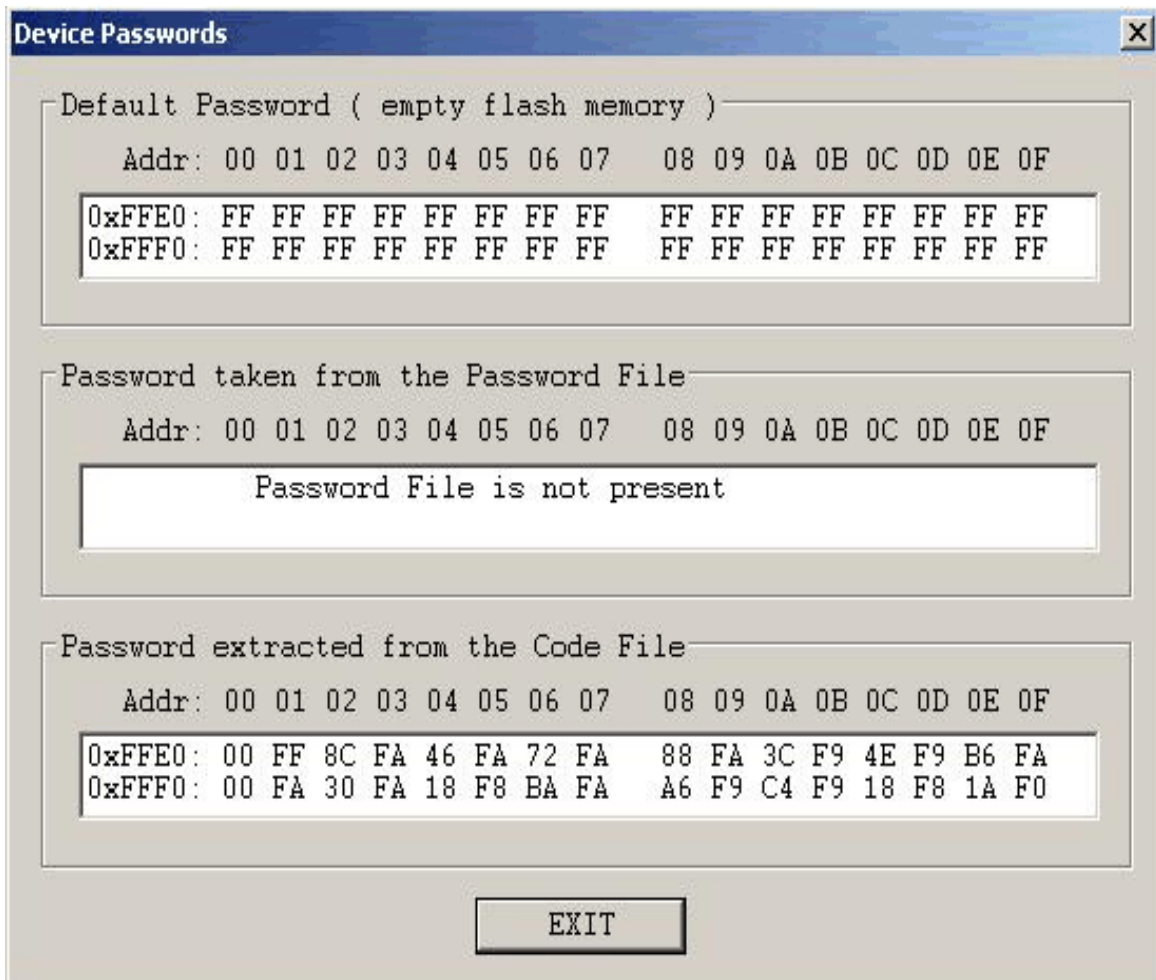 Device Passwords
Default Password ( empty flash memory )
Addr: 00 01 02 03 04 05 06 07 08 09 0A 0B 0C 0D 0E 0F
0xFFE0: FF FF FF FF FF FF FF FF FF FF FF FF FF FF FF FF
0xFFF0: FF FF FF FF FF FF FF FF FF FF FF FF FF FF FF FF
Password taken from the Password File
Addr: 00 01 02 03 04 05 06 07 08 09 0A 0B 0C 0D 0E 0F
Password File is not present
Password extracted from the Code File
Addr: 00 01 02 03 04 05 06 07 08 09 0A 0B 0C 0D 0E 0F
0xFFE0: 00 FF 8C FA 46 FA 72 FA 88 FA 3C F9 4E F9 B6 FA
0xFFF0: 00 FA 30 FA 18 F8 BA FA A6 F9 C4 F9 18 F8 1A F0
EXIT